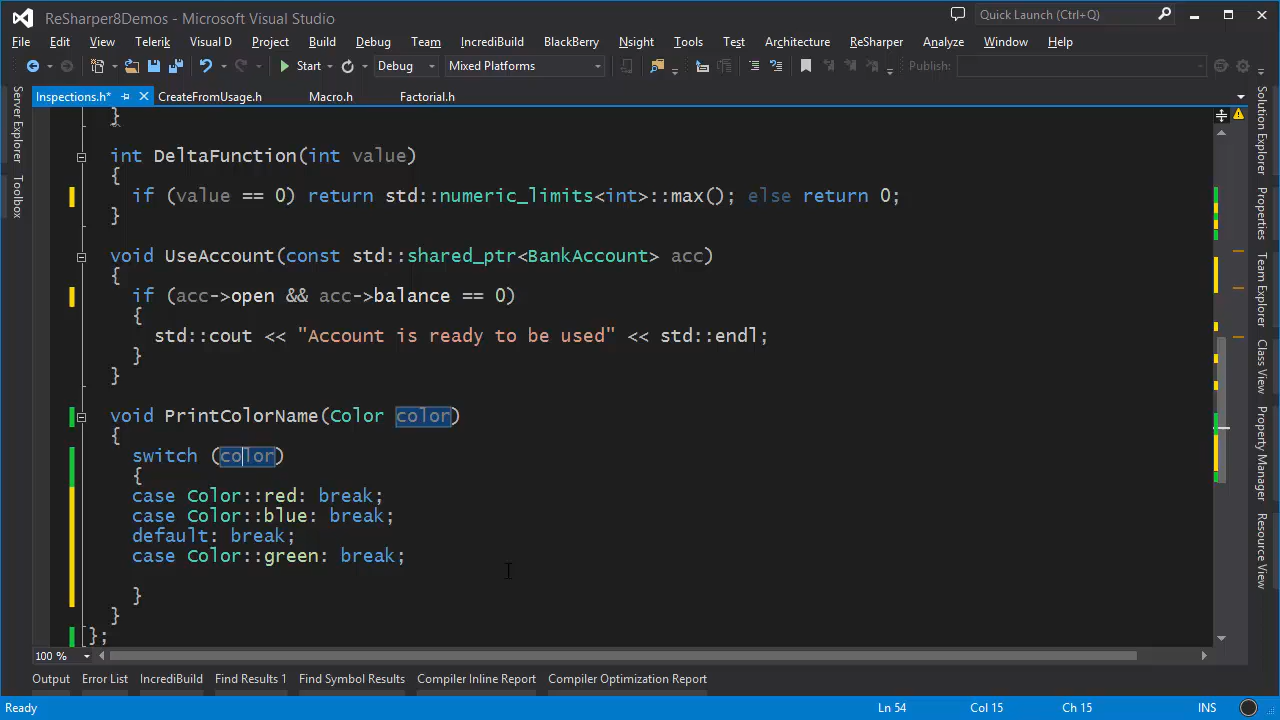 ReSharper8Demos - Microsoft Visual Studio
Quick Launch (Ctrl+Q)
File Edit View Telerik Visual D Project Build Debug Team IncrediBuild BlackBerry Nsight Tools Test Architecture ReSharper Analyze Window Help
Start Debug Mixed Platforms Publish:
Inspections.h* CreateFromUsage.h Macro.h Factorial.h
Server Explorer
Toolbox
}
int DeltaFunction(int value)
{
if (value == 0) return std::numeric_limits<int>::max(); else return 0;
}
void UseAccount(const std::shared_ptr<BankAccount> acc)
{
if (acc->open && acc->balance == 0)
{
std::cout << "Account is ready to be used" << std::endl;
}
}
void PrintColorName(Color color)
{
switch (color)
{
case Color::red: break;
case Color::blue: break;
default: break;
case Color::green: break;
}
}
};
Solution Explorer
Properties
Team Explorer
Class View
Property Manager
Resource View
100 %
Output Error List IncrediBuild Find Results 1 Find Symbol Results Compiler Inline Report Compiler Optimization Report
Ready Ln 54 Col 15 Ch 15 INS